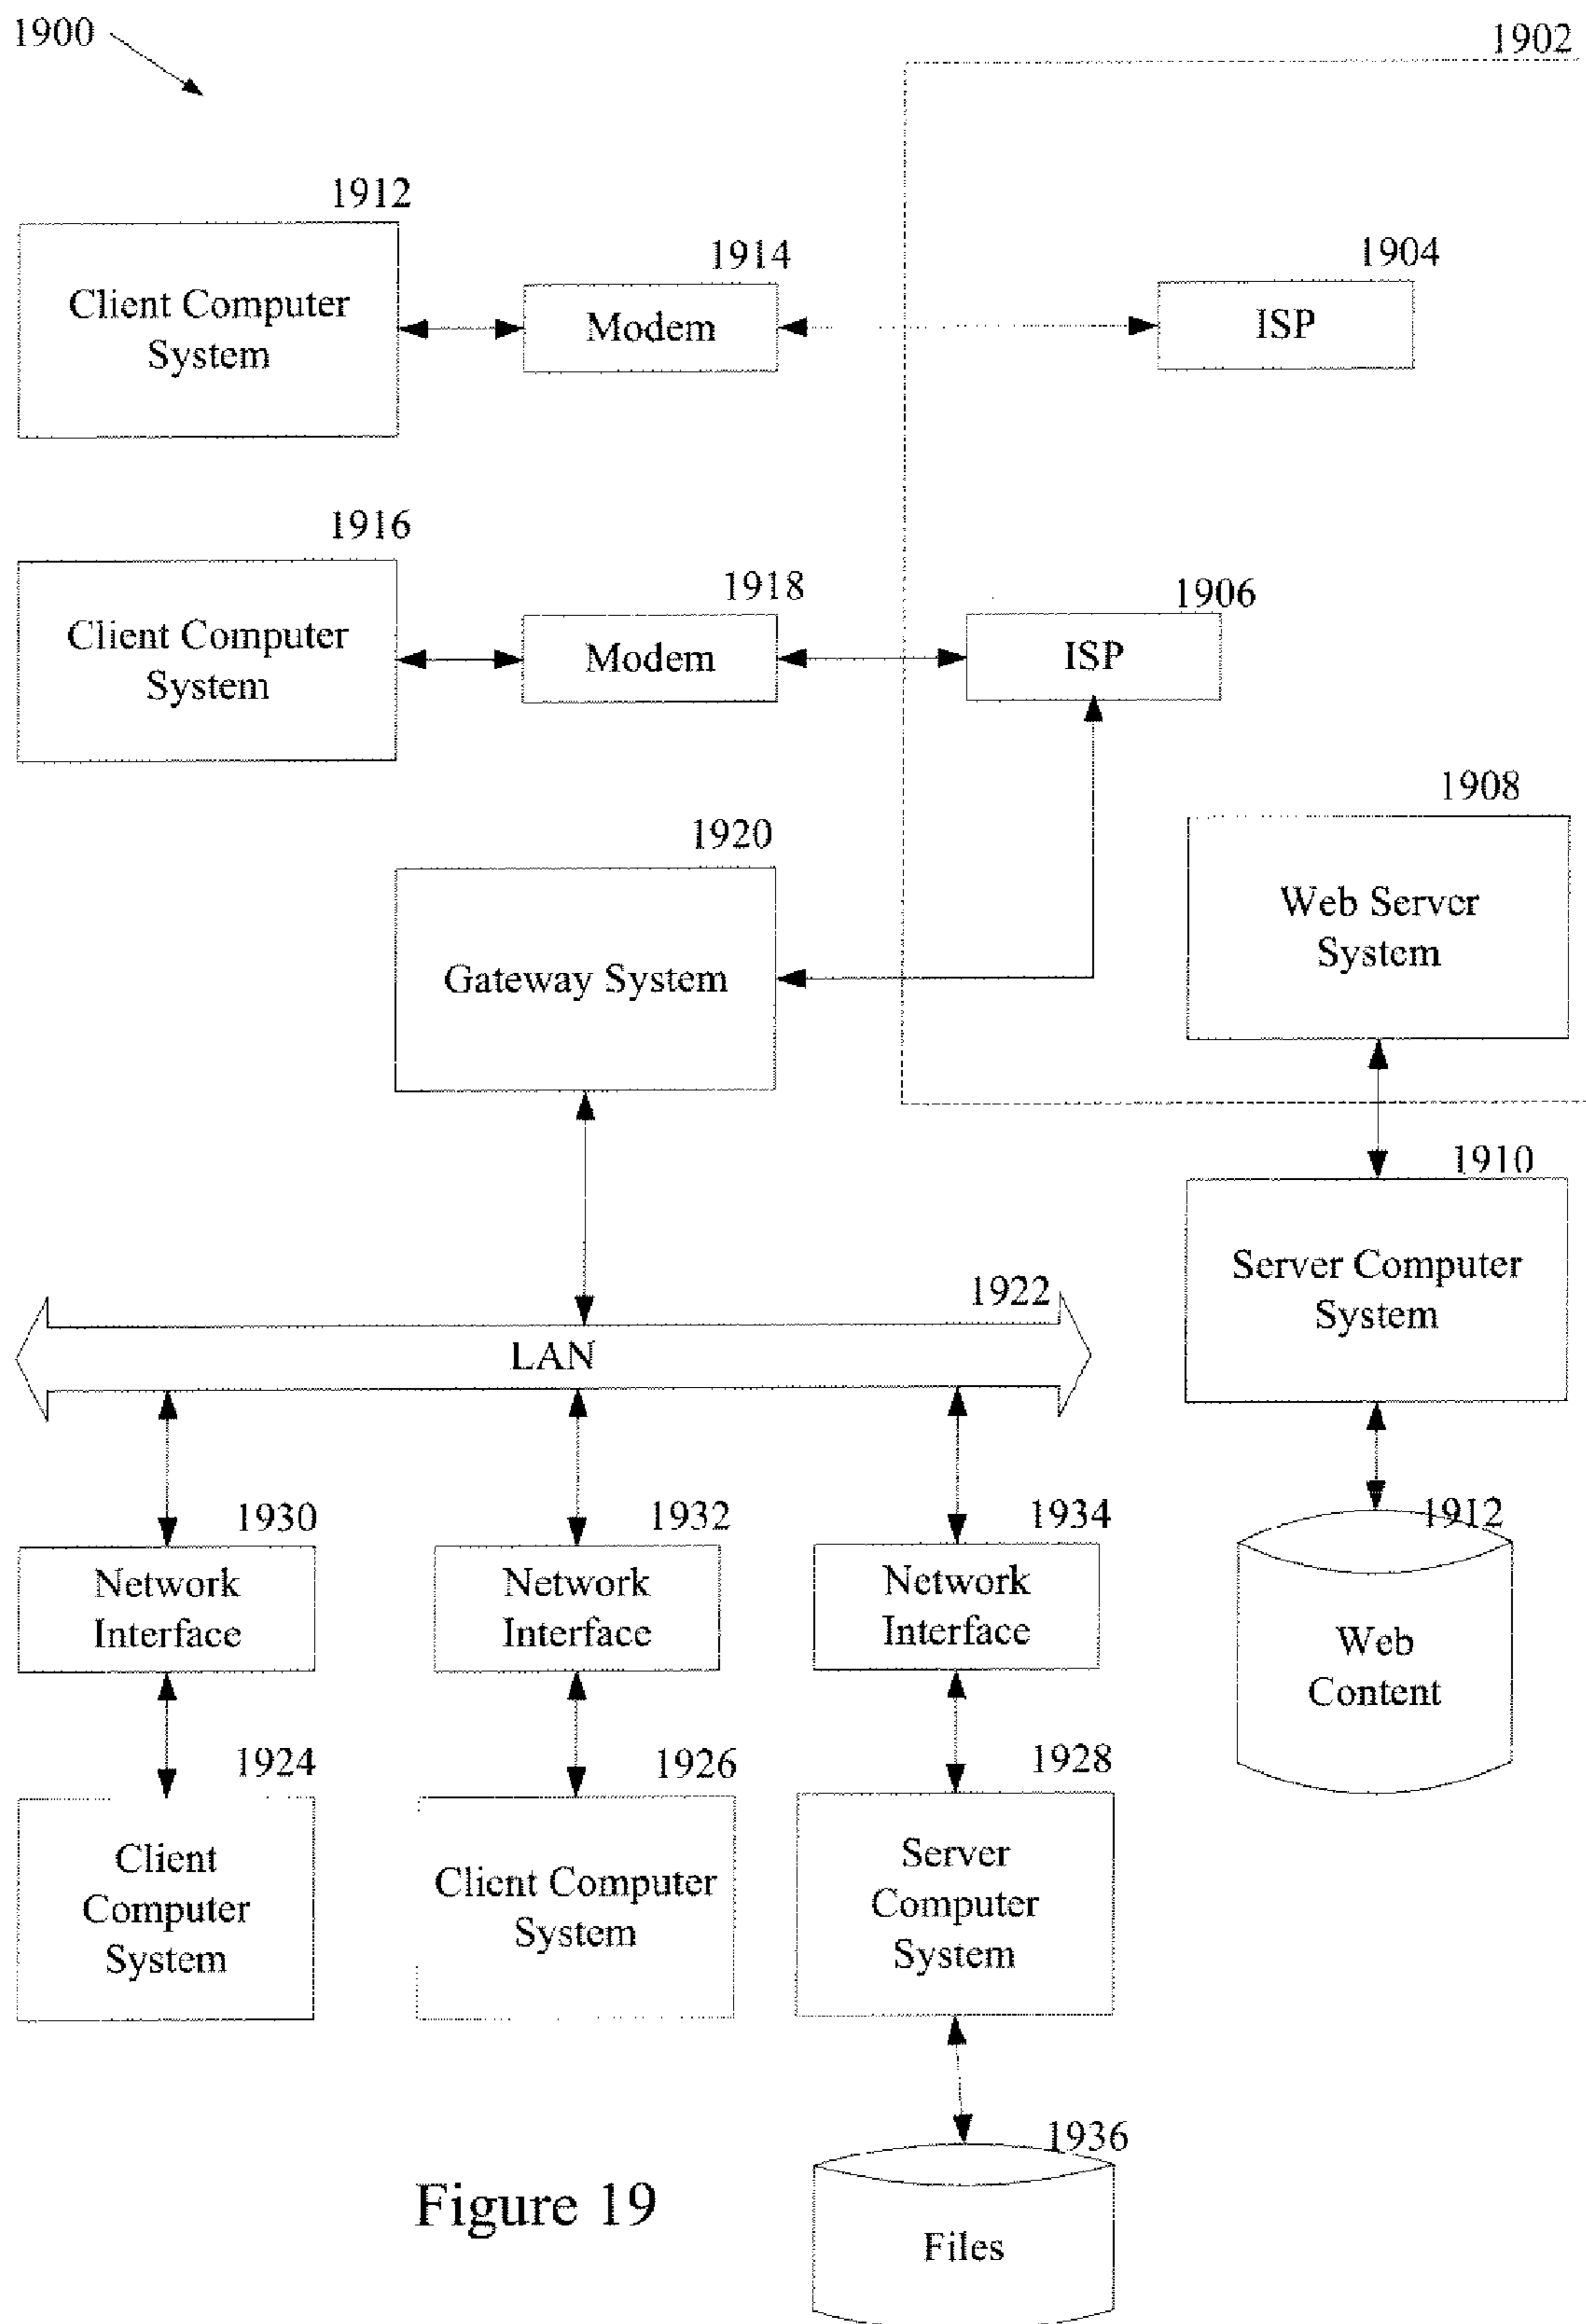 1900
1902
1912
Client Computer
System
1914
Modem
1904
ISP
1916
Client Computer
System
1918
Modem
1906
ISP
1908
Web Server
System
1920
Gateway System
1910
Server Computer
System
1922
LAN
1912
Web
Content
1930
Network
Interface
1932
Network
Interface
1934
Network
Interface
1924
Client
Computer
System
1926
Client Computer
System
1928
Server
Computer
System
1936
Files
Figure 19